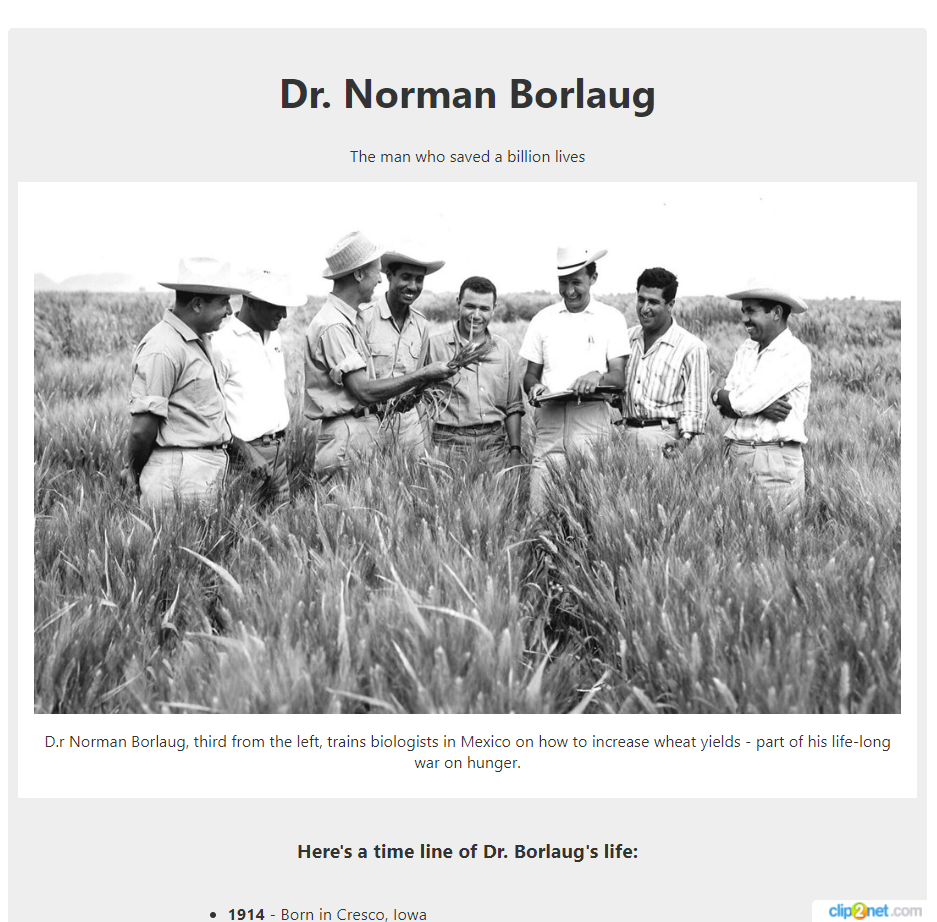 Dr. Norman Borlaug
The man who saved a billion lives
D.r Norman Borlaug, third from the left, trains biologists in Mexico on how to increase wheat yields - part of his life-long
war on hunger.
Here's a time line of Dr. Borlaug's life:
• 1914 - Born in Cresco, Iowa
clip2net.com